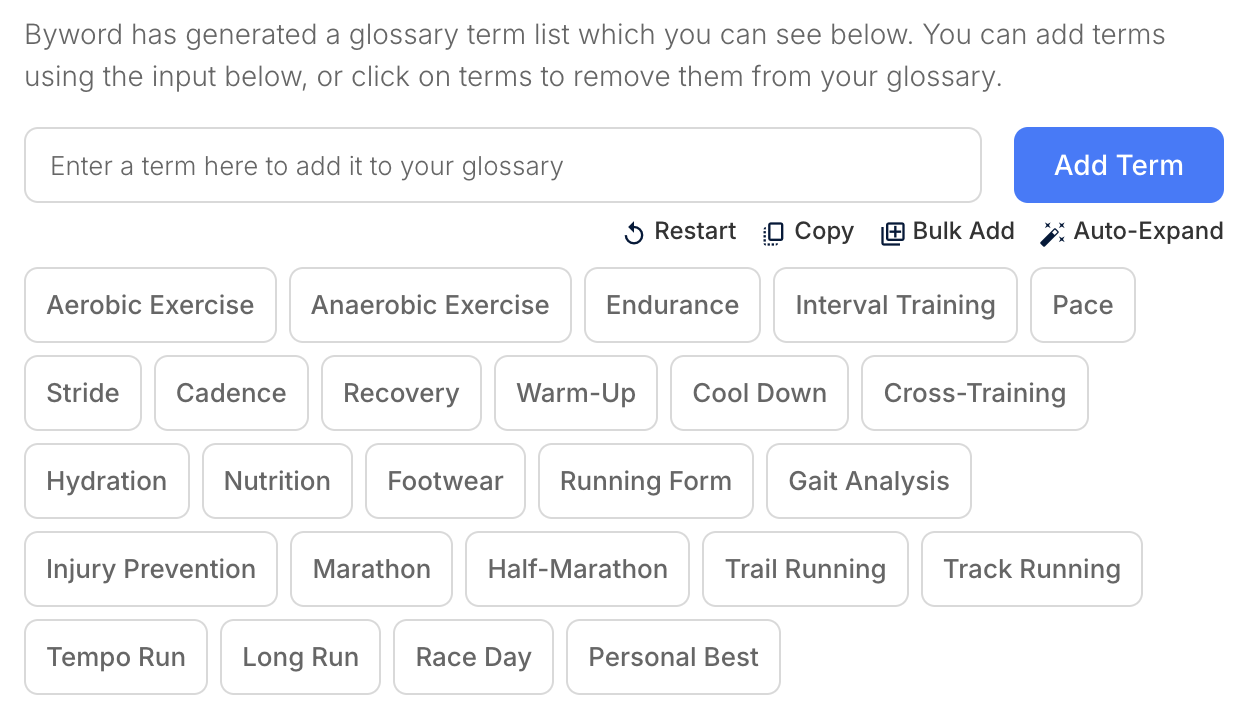 Byword has generated a glossary term list which you can see below. You can add terms
using the input below, or click on terms to remove them from your glossary.
Enter a term here to add it to your glossary
Add Term
Restart Copy Bulk Add Auto-Expand
Aerobic Exercise Anaerobic Exercise Endurance Interval Training Pace
Stride Cadence Recovery Warm-Up Cool Down Cross-Training
Hydration Nutrition Footwear Running Form Gait Analysis
Injury Prevention Marathon Half-Marathon Trail Running Track Running
Tempo Run Long Run Race Day Personal Best